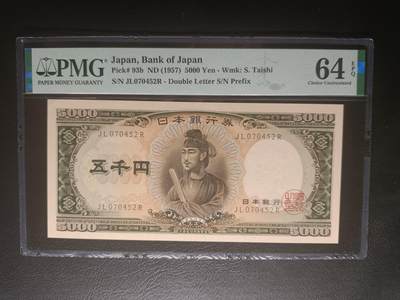 PMG
PAPER MONEY GUARANTY
Japan, Bank of Japan
Pick# 93b ND (1957) 5000 Yen - Wmk: S. Taishi
S/N JL070452R - Double Letter S/N Prefix
64 EPQ
Choice Uncirculated
5000
5000
日本銀行券
JL070452R
JL070452R
五千円
日本銀行
5000
5000